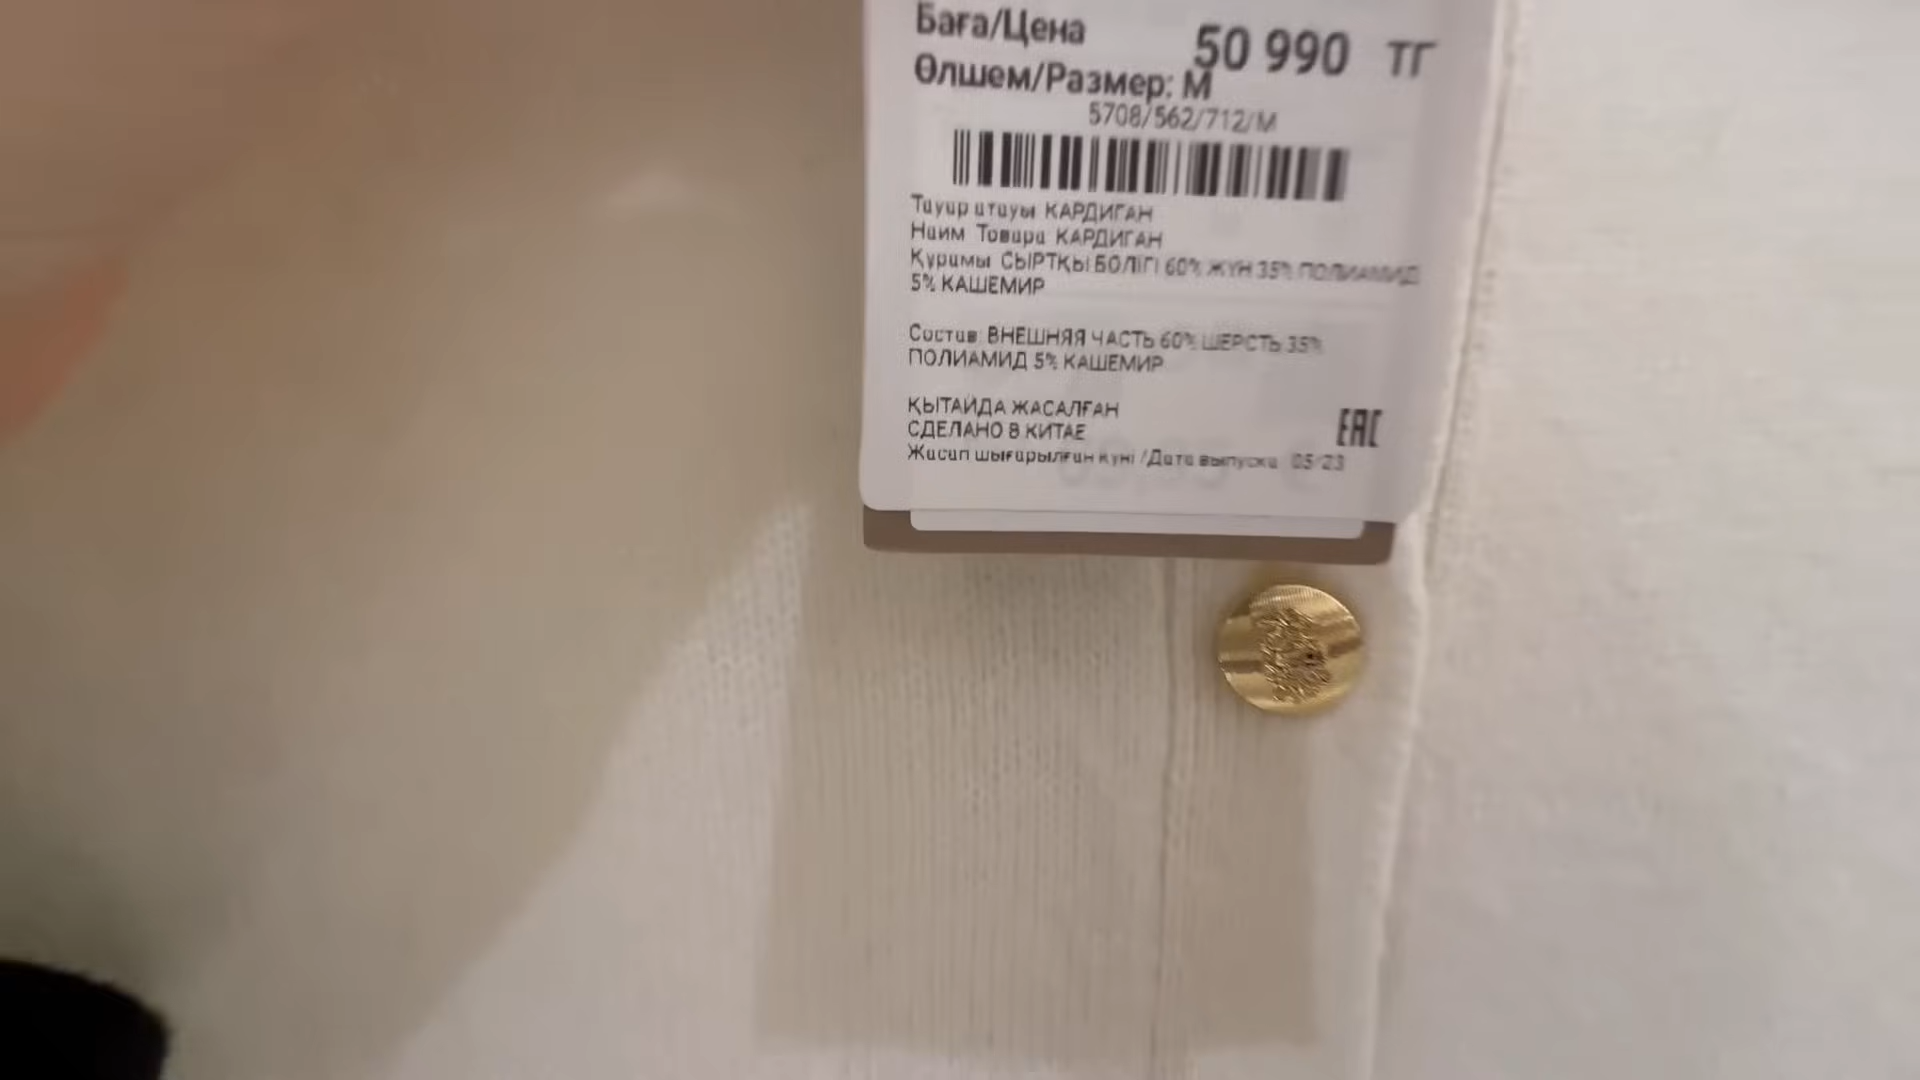 Баға/Цена
50 990 ТГ
Өлшем/Размер: М
5708/562/712/M
Тауар атауы КАРДИГАН
Наим Товара КАРДИГАН
Құрамы СЫРТҚЫ БӨЛІГІ 60% ЖҮН 35% ПОЛИАМИД
5% КАШЕМИР
Состав: ВНЕШНЯЯ ЧАСТЬ 60% ШЕРСТЬ 35%
ПОЛИАМИД 5% КАШЕМИР
ҚЫТАЙДА ЖАСАЛҒАН
СДЕЛАНО В КИТАЕ
EAC
Жасап шығарылған күні /Дата выпуска 05/23